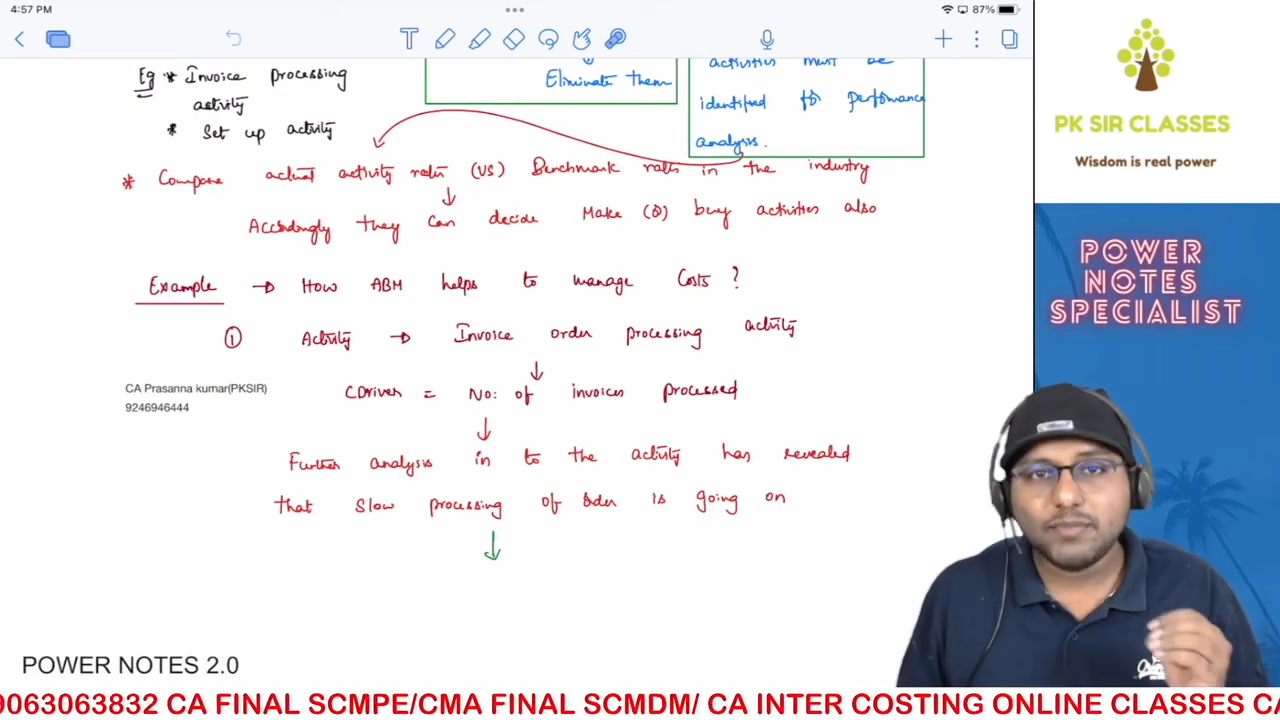 4:57 PM
87%
Eg * Invoice processing
activity
* Set up activity
Eliminate them
activities must be
identified for perfomance
analysis.
* Compare actual activity rates (VS) Benchmark rates in the industry
Accordingly they can decide Make (or) buy activities also
Example → How ABM helps to manage costs ?
① Activity → Invoice order processing activity
CDriver = No: of invoices processed
Further analysis in to the activity has revealed
that slow processing of order is going on
CA Prasanna kumar(PKSIR)
9246946444
POWER NOTES 2.0
PK SIR CLASSES
Wisdom is real power
POWER
NOTES
SPECIALIST
9063063832 CA FINAL SCMPE/CMA FINAL SCMDM/ CA INTER COSTING ONLINE CLASSES CA